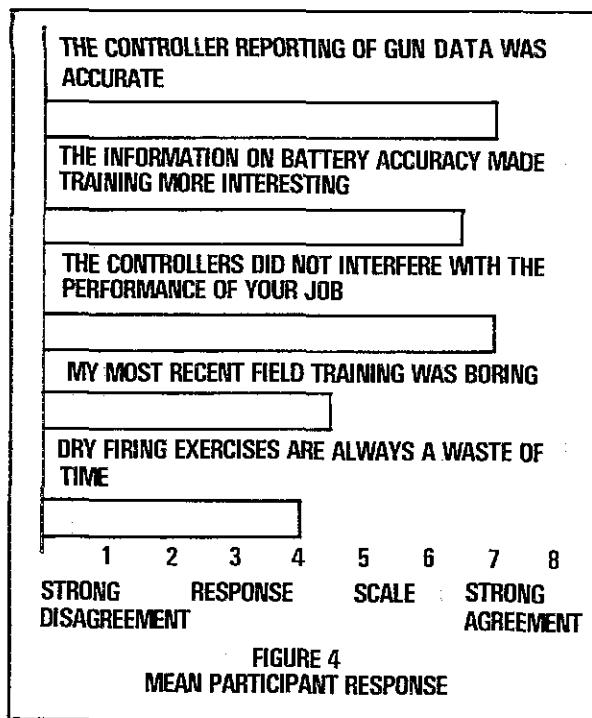 THE CONTROLLER REPORTING OF GUN DATA WAS
ACCURATE
THE INFORMATION ON BATTERY ACCURACY MADE
TRAINING MORE INTERESTING
THE CONTROLLERS DID NOT INTERFERE WITH THE
PERFORMANCE OF YOUR JOB
MY MOST RECENT FIELD TRAINING WAS BORING
DRY FIRING EXERCISES ARE ALWAYS A WASTE OF
TIME
1 2 3 4 5 6 7 8
STRONG RESPONSE SCALE STRONG
DISAGREEMENT AGREEMENT
FIGURE 4
MEAN PARTICIPANT RESPONSE